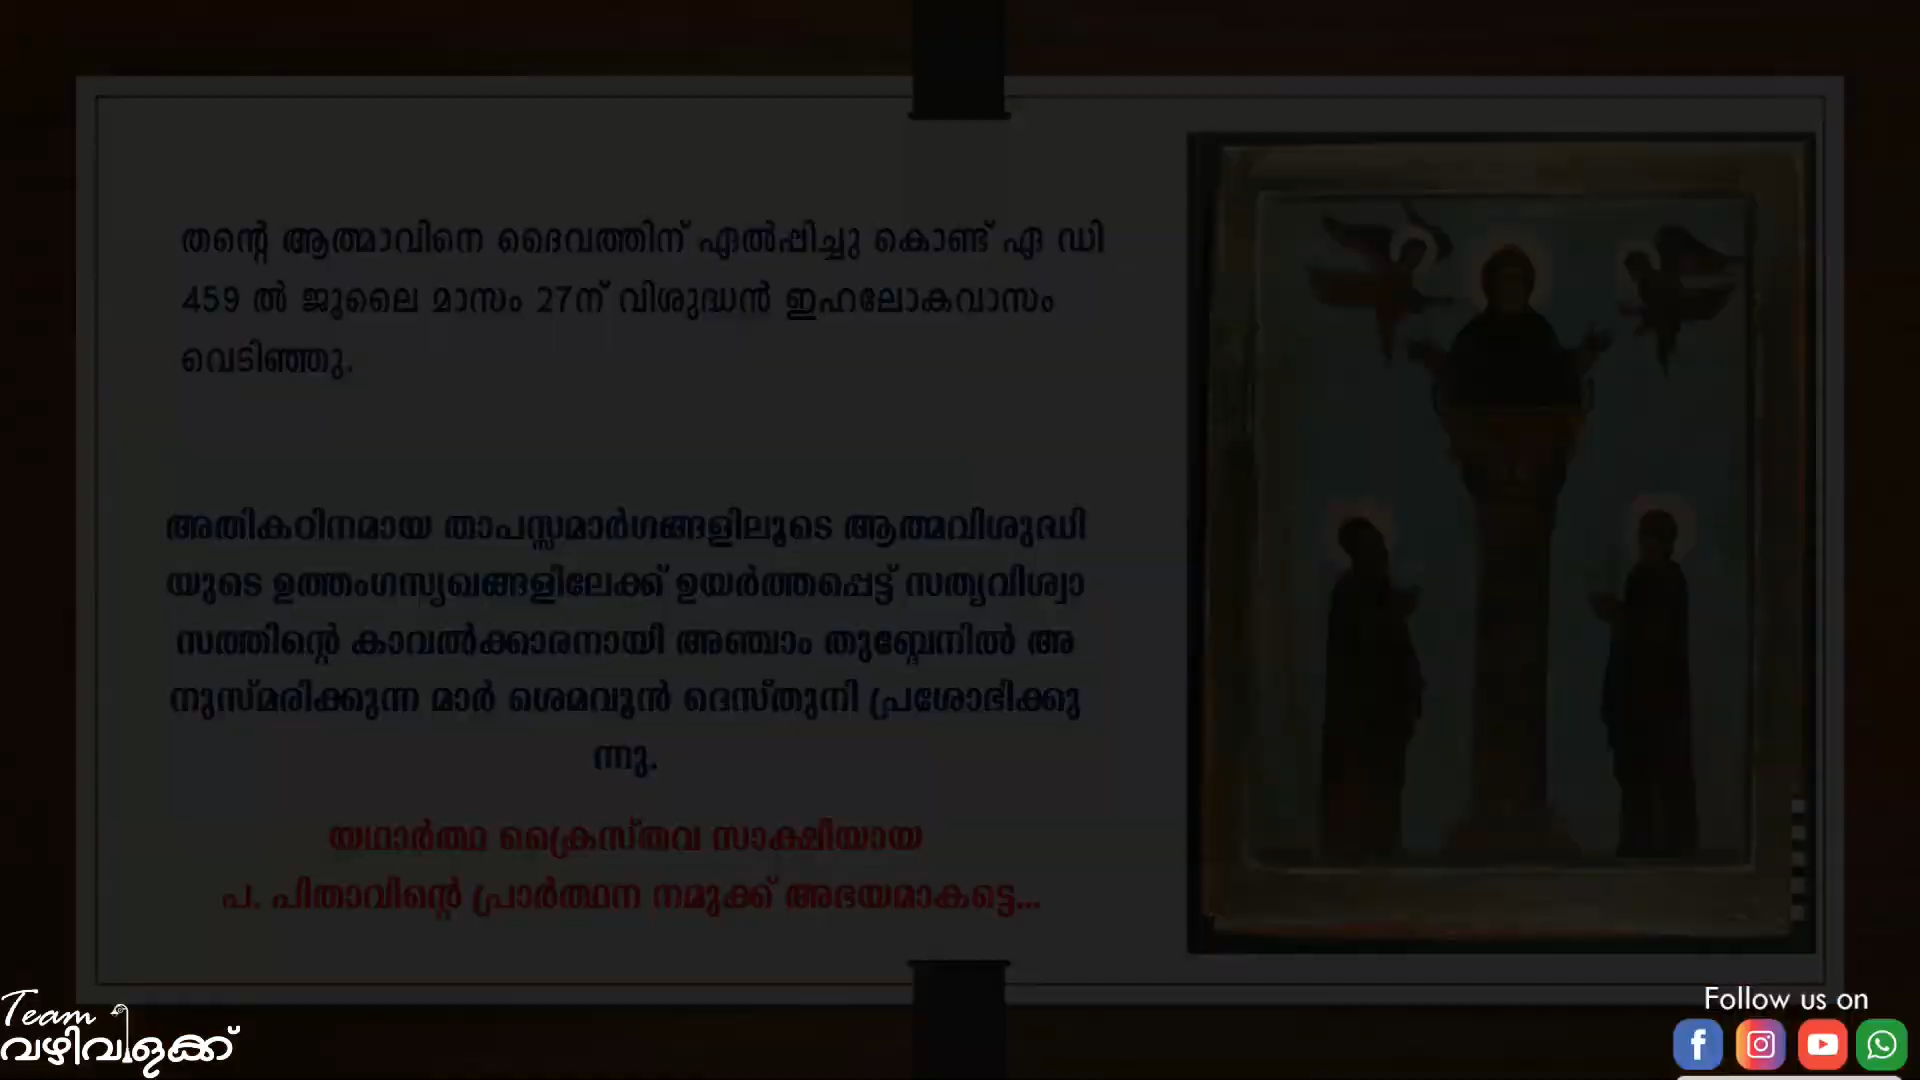 തന്റെ ആത്മാവിനെ ദൈവത്തിന് ഏൽപ്പിച്ചു കൊണ്ട് ഏ ഡി
459 ൽ ജൂലൈ മാസം 27ന് വിശുദ്ധൻ ഇഹലോകവാസം
വെടിഞ്ഞു.
അതികഠിനമായ താപസ്സമാർഗങ്ങളിലൂടെ ആത്മവിശുദ്ധി
യുടെ ഉത്തംഗസ്യഖങ്ങളിലേക്ക് ഉയർത്തപ്പെട്ട് സത്യവിശ്വാ
സത്തിന്റെ കാവൽക്കാരനായി അഞ്ചാം തുബ്ദേനിൽ അ
നുസ്മരിക്കുന്ന മാർ ശെമവൂൻ ദെസ്തുനി പ്രശോഭിക്കു
ന്നു.
യഥാർത്ഥ ക്രൈസ്തവ സാക്ഷിയായ
പ. പിതാവിന്റെ പ്രാർത്ഥന നമുക്ക് അഭയമാകട്ടെ...
Team
വഴിവിളക്ക്
Follow us on